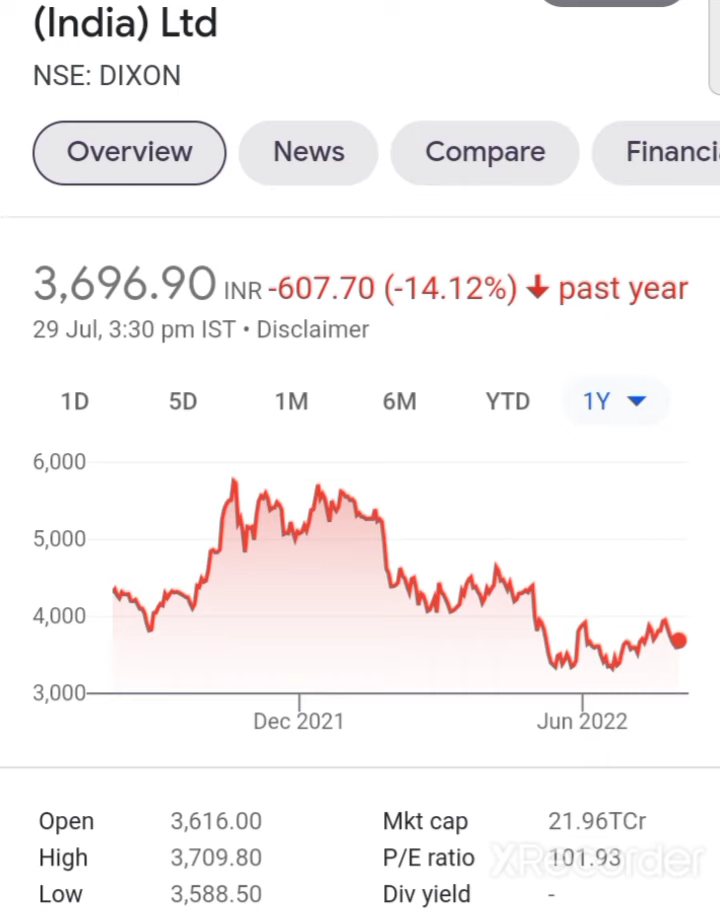 (India) Ltd
NSE: DIXON
Overview News Compare Financi
3,696.90 INR -607.70 (-14.12%) ↓ past year
29 Jul, 3:30 pm IST • Disclaimer
1D 5D 1M 6M YTD 1Y
6,000
5,000
4,000
3,000
Dec 2021 Jun 2022
Open 3,616.00 Mkt cap 21.96TCr
High 3,709.80 P/E ratio 101.93
XRecorder
Low 3,588.50 Div yield -